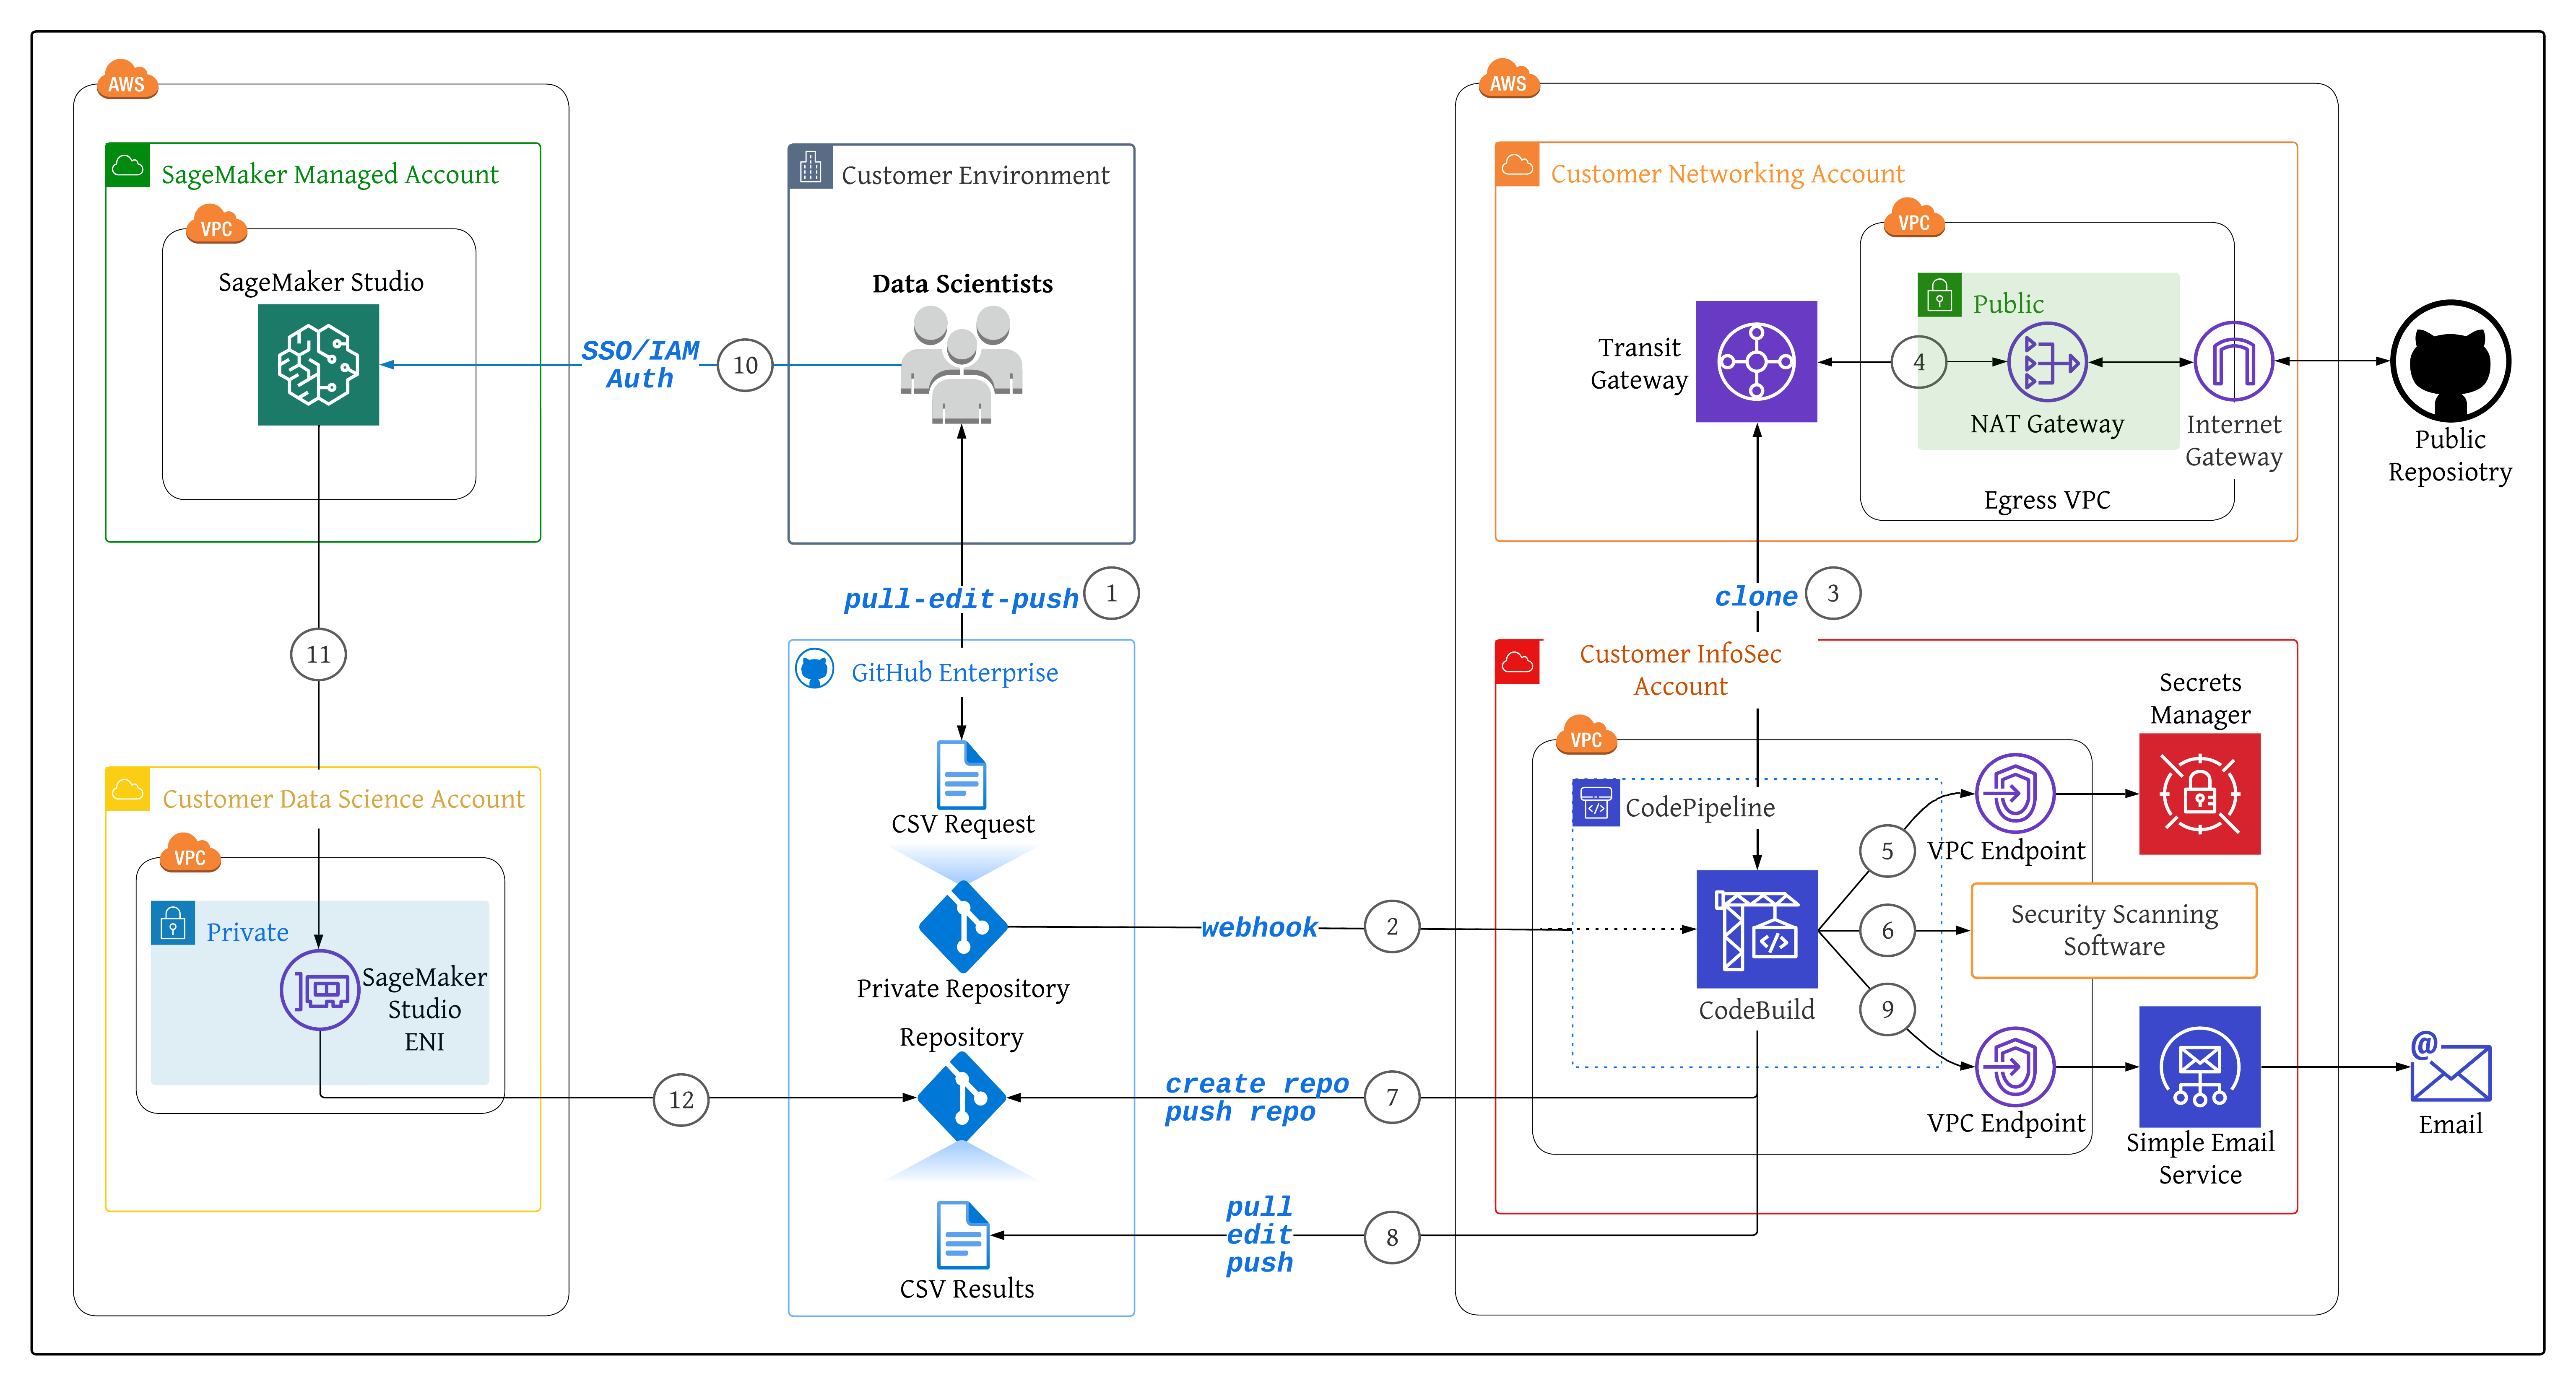 AWS
SageMaker Managed Account
VPC
SageMaker Studio
SSO/IAM
Auth
10
11
Customer Data Science Account
VPC
Private
SageMaker
Studio
ENI
12
Customer Environment
Data Scientists
pull-edit-push
1
GitHub Enterprise
CSV Request
Private Repository
Repository
CSV Results
webhook
2
create repo
push repo
7
pull
edit
push
8
AWS
Customer Networking Account
VPC
Public
Transit
Gateway
4
NAT Gateway
Internet
Gateway
Egress VPC
Public
Reposiotry
clone
3
Customer InfoSec
Account
Secrets
Manager
VPC
CodePipeline
5
VPC Endpoint
6
Security Scanning
Software
CodeBuild
9
VPC Endpoint
Simple Email
Service
@
Email